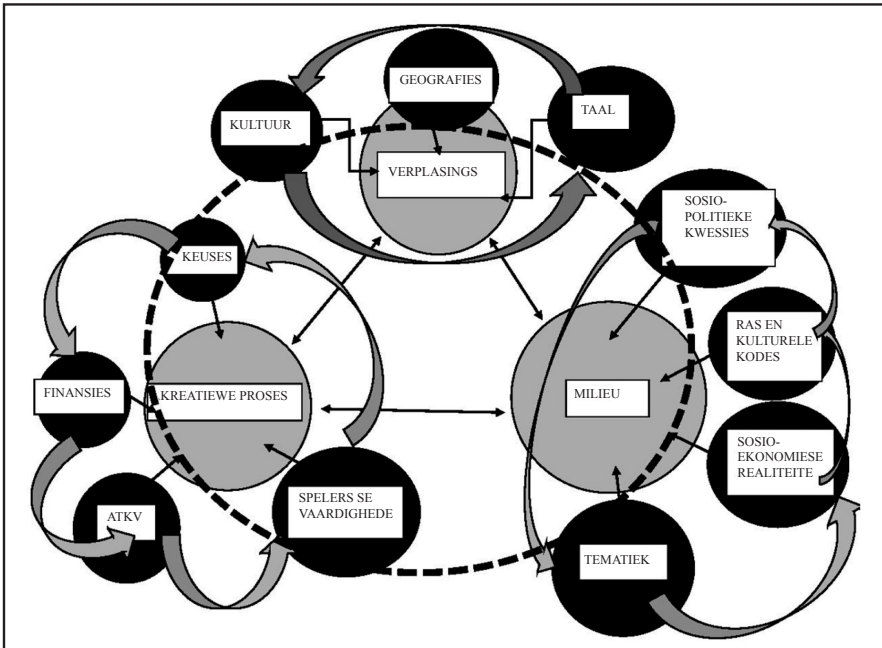 GEOGRAFIES
KULTUUR
TAAL
VERPLASINGS
SOSIO-
POLITIEKE
KWESSIES
KEUSES
RAS EN
KULTURELE
KODES
FINANSIES
KREATIEWE PROSES
MILIEU
SOSIO-
EKONOMIESE
REALITEITE
SPELERS SE
VAARDIGHEDE
ATKV
TEMATIEK